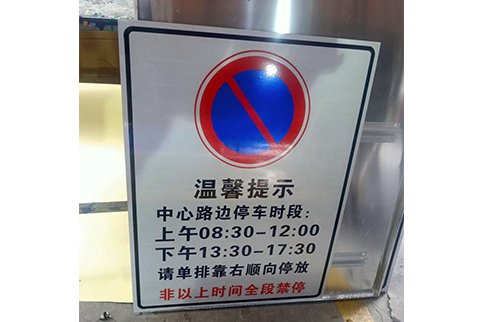 温馨提示
中心路边停车时段：
上午08:30-12:00
下午13:30-17:30
请单排靠右顺向停放
非以上时间全段禁停